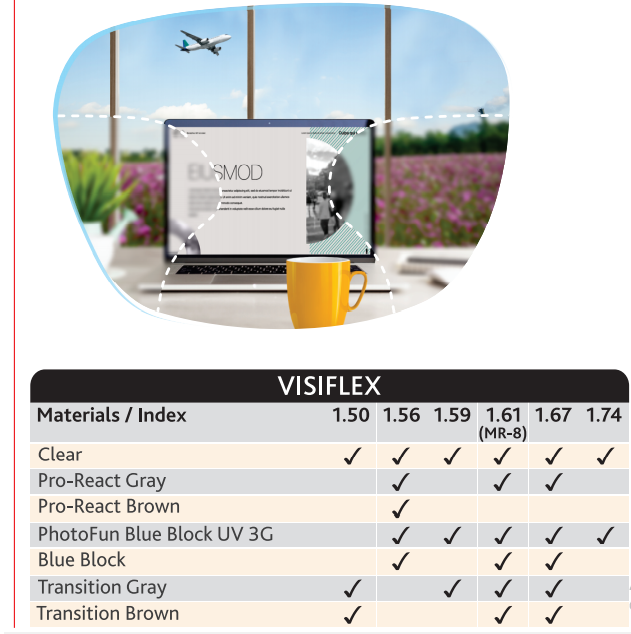 EUSMOD
VISIFLEX
Materials / Index 1.50 1.56 1.59 1.61 1.67 1.74
(MR-8)
Clear ✓ ✓ ✓ ✓ ✓ ✓
Pro-React Gray ✓ ✓ ✓
Pro-React Brown ✓
PhotoFun Blue Block UV 3G ✓ ✓ ✓ ✓ ✓
Blue Block ✓ ✓ ✓
Transition Gray ✓ ✓ ✓ ✓
Transition Brown ✓ ✓ ✓